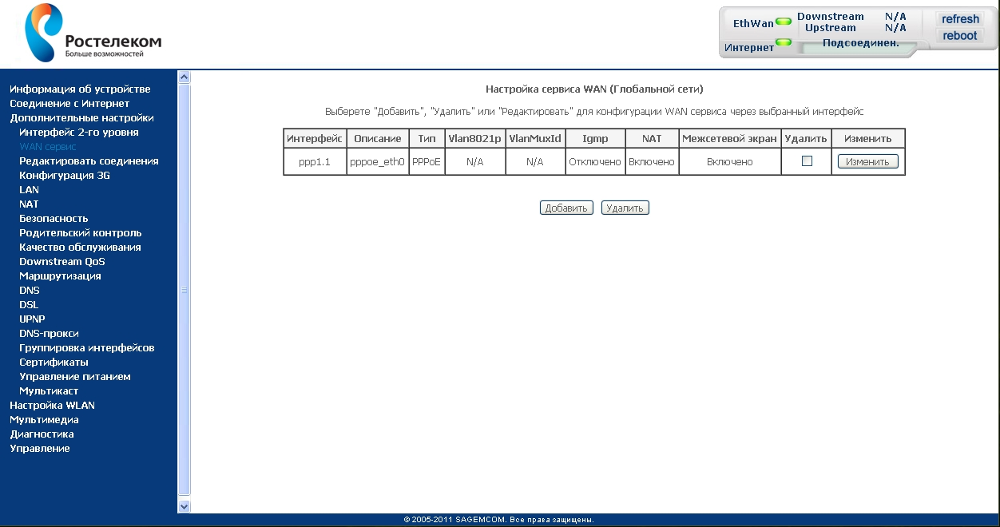 Ростелеком
Больше возможностей
EthWan
Downstream N/A
Upstream N/A
Интернет
Подсоединен.
refresh
reboot
Информация об устройстве
Соединение с Интернет
Дополнительные настройки
Интерфейс 2-го уровня
WAN сервис
Редактировать соединения
Конфигурация 3G
LAN
NAT
Безопасность
Родительский контроль
Качество обслуживания
Downstream QoS
Маршрутизация
DNS
DSL
UPNP
DNS-прокси
Группировка интерфейсов
Сертификаты
Управление питанием
Мультикаст
Настройка WLAN
Мультимедиа
Диагностика
Управление
Настройка сервиса WAN (Глобальной сети)
Выберете "Добавить", "Удалить" или "Редактировать" для конфигурации WAN сервиса через выбранный интерфейс
Интерфейс Описание Тип Vlan8021p VlanMuxId Igmp NAT Межсетевой экран Удалить Изменить
ppp1.1 pppoe_eth0 PPPoE N/A N/A Отключено Включено Включено Изменить
Добавить Удалить
© 2005-2011 SAGEMCOM. Все права защищены.